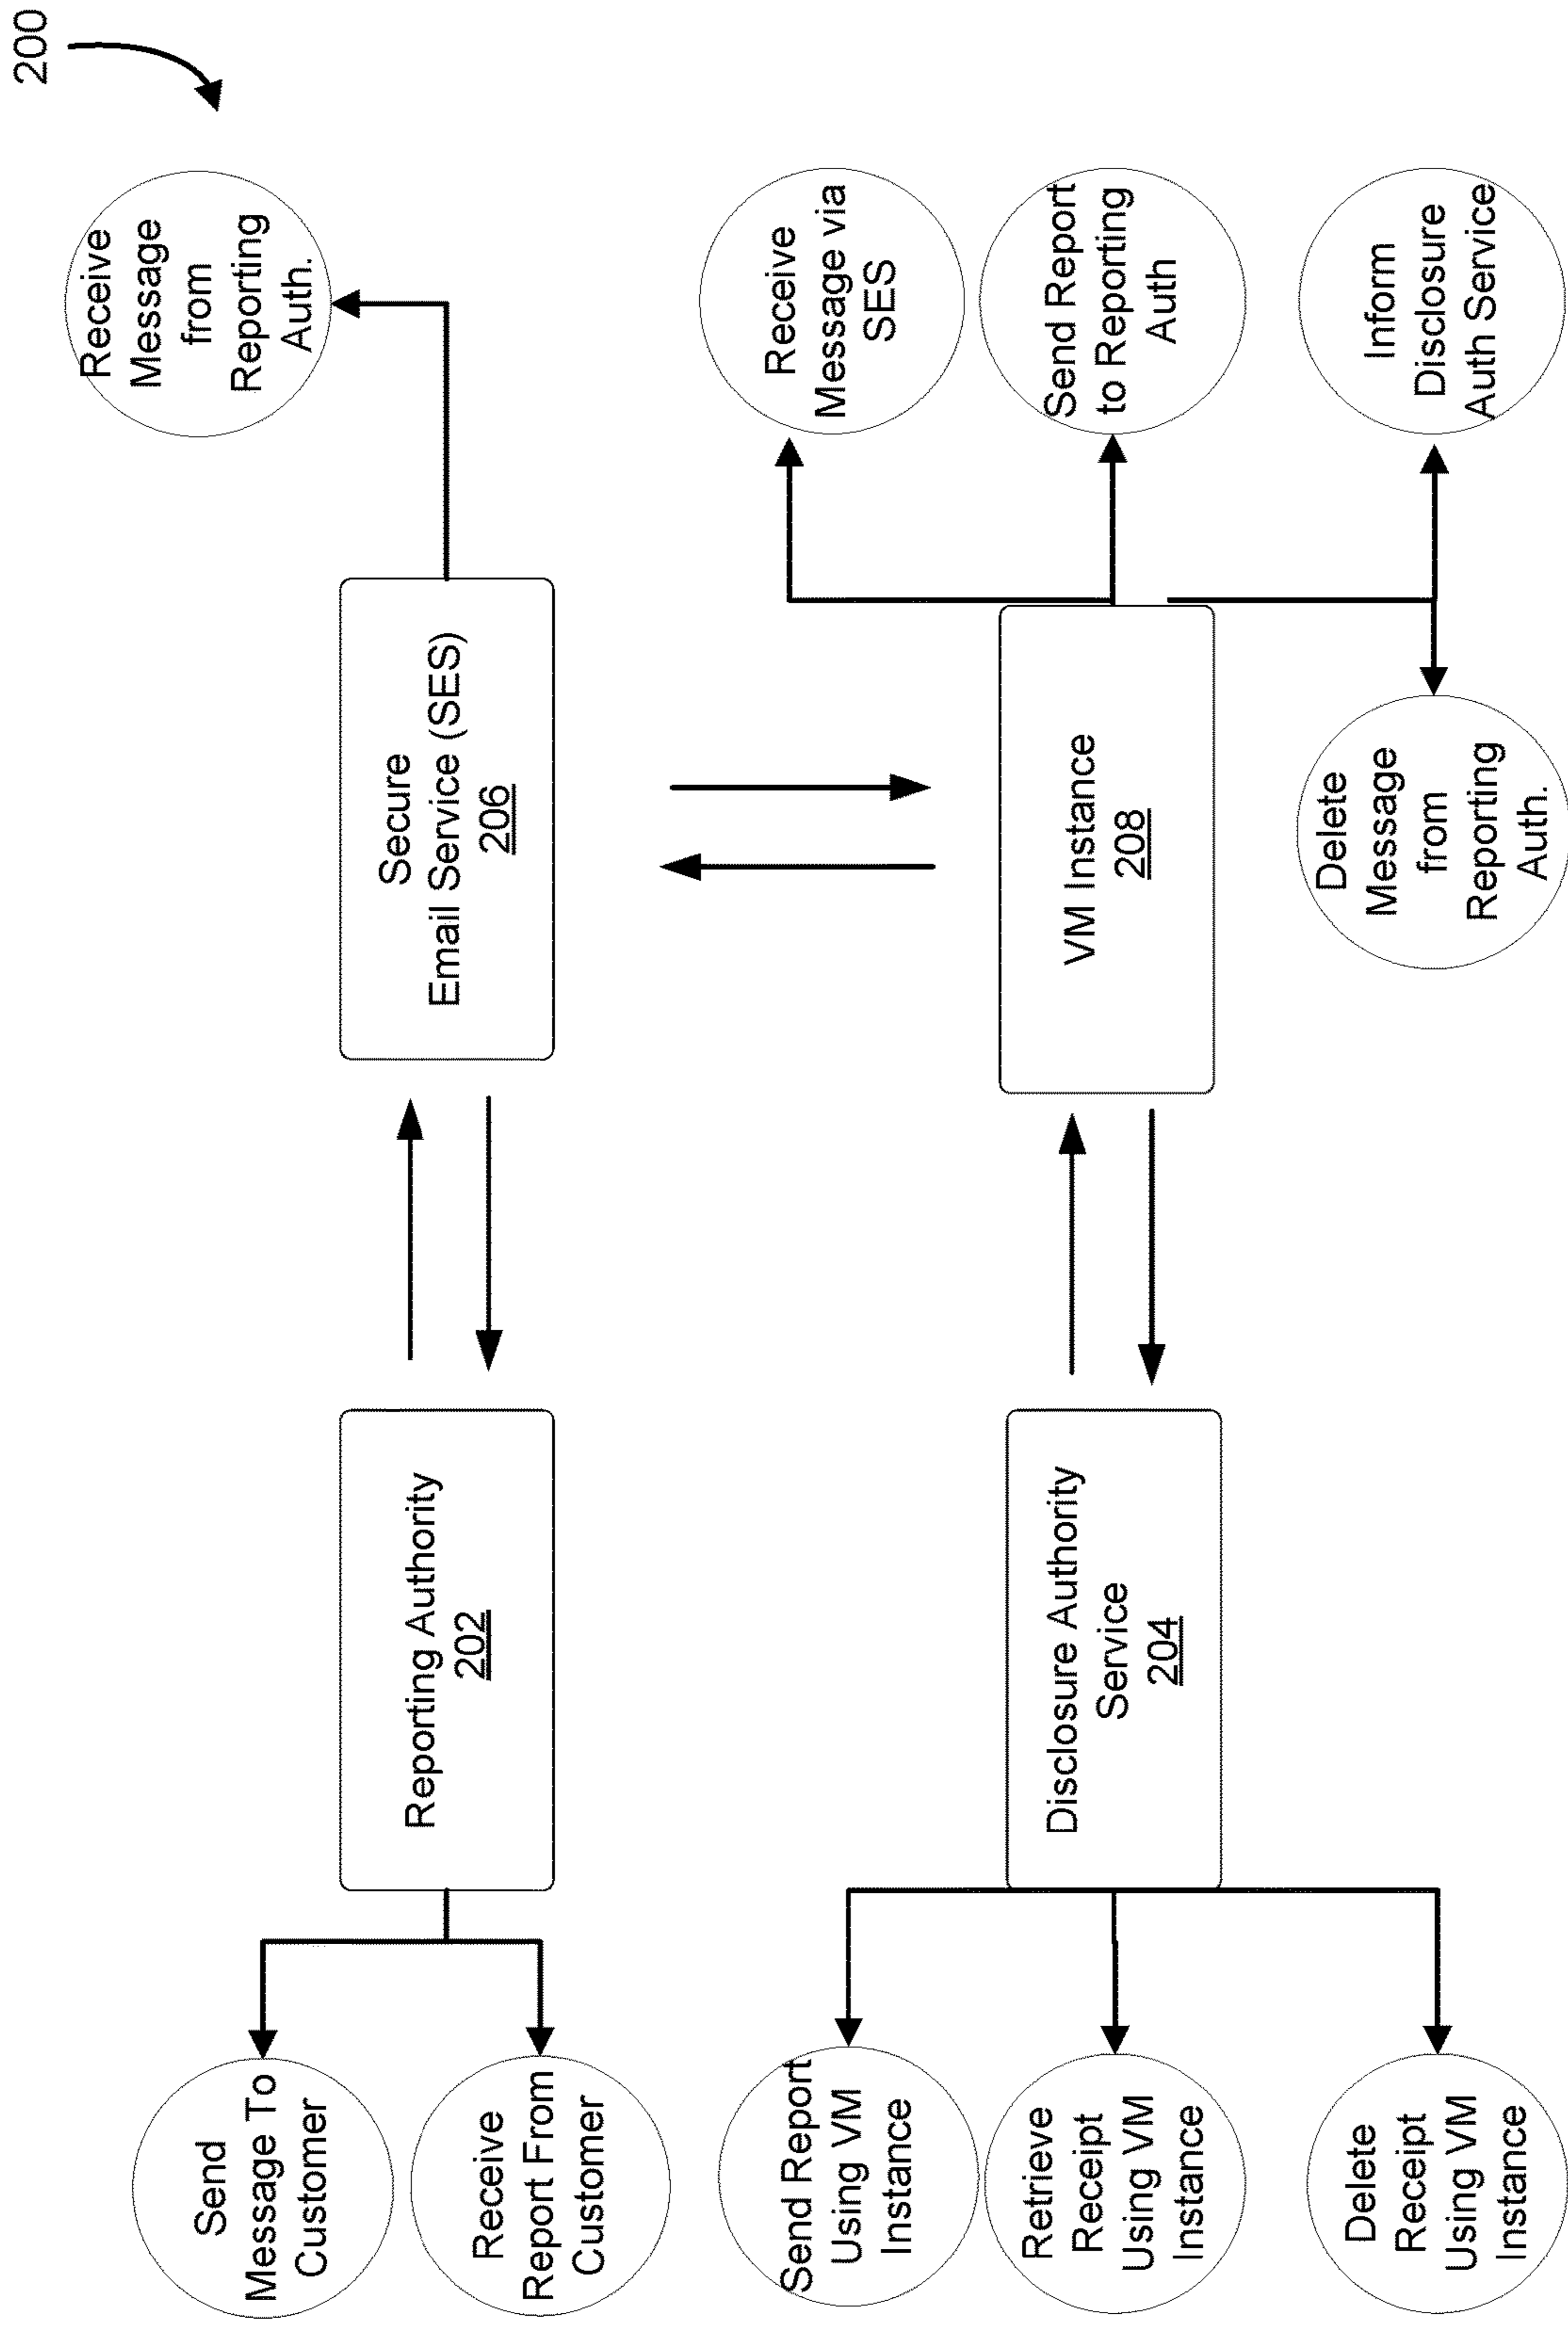 200
Send
Message To
Customer
Receive
Report From
Customer
Reporting Authority
202
Secure
Email Service (SES)
206
Receive
Message
from
Reporting
Auth.
Send Report
Using VM
Instance
Retrieve
Receipt
Using VM
Instance
Delete
Receipt
Using VM
Instance
Disclosure Authority
Service
204
VM Instance
208
Receive
Message via
SES
Send Report
to Reporting
Auth
Inform
Disclosure
Auth Service
Delete
Message
from
Reporting
Auth.